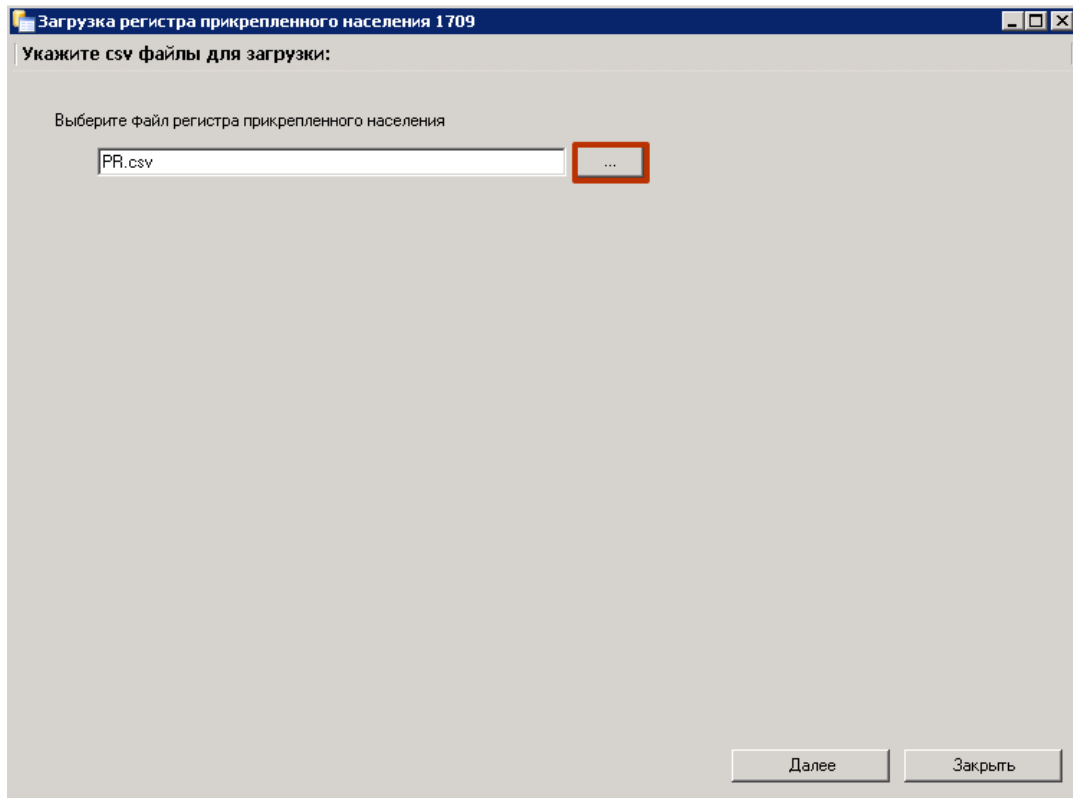 Загрузка регистра прикрепленного населения 1709
Укажите csv файлы для загрузки:
Выберите файл регистра прикрепленного населения
PR.csv
...
Далее
Закрыть